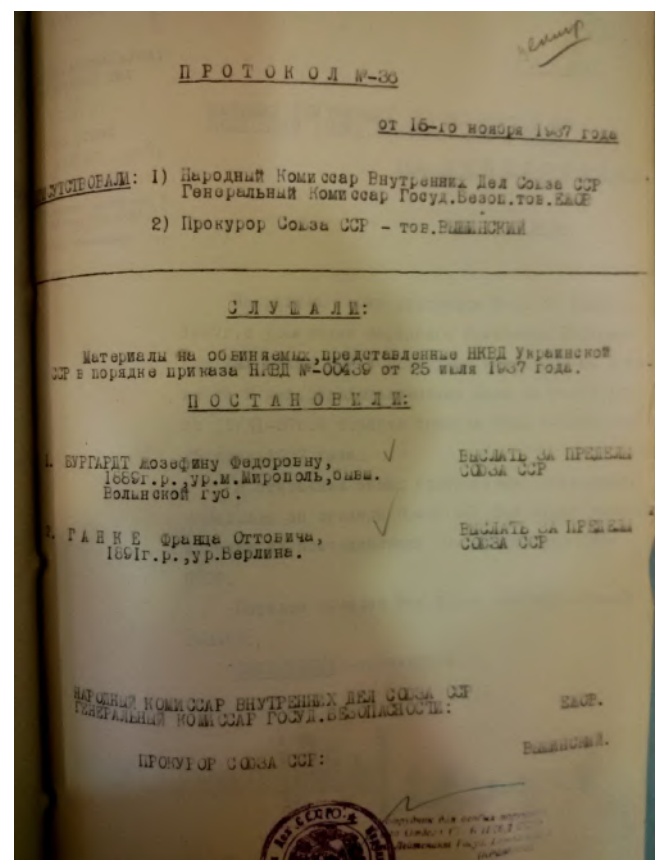 ПРОТОКОЛ №-36
от 15-го ноября 1937 года
ПРИСУТСТВОВАЛИ: 1) Народный Комиссар Внутренних Дел Союза ССР
Генеральный Комиссар Госуд.Безоп.тов.ЕЖОВ
2) Прокурор Союза ССР - тов.ВЫШИНСКИЙ
СЛУШАЛИ:
Материалы на обвиняемых,представленные НКВД Украинской
ССР в порядке приказа НКВД №-00439 от 25 июля 1937 года.
ПОСТАНОВИЛИ:
1. БУРГАРДТ Жозефину Федоровну, ВЫСЛАТЬ ЗА ПРЕДЕЛЫ
1889г.р.,ур.м.Мирополь,бывш. СОЮЗА ССР
Волынской губ.
2. ГАНКЕ Франца Оттовича, ВЫСЛАТЬ ЗА ПРЕДЕЛЫ
1891г.р.,ур.Берлина. СОЮЗА ССР
НАРОДНЫЙ КОМИССАР ВНУТРЕННИХ ДЕЛ СОЮЗА ССР
ГЕНЕРАЛЬНЫЙ КОМИССАР ГОСУД.БЕЗОПАСНОСТИ: ЕЖОВ.
ПРОКУРОР СОЮЗА ССР: ВЫШИНСКИЙ.